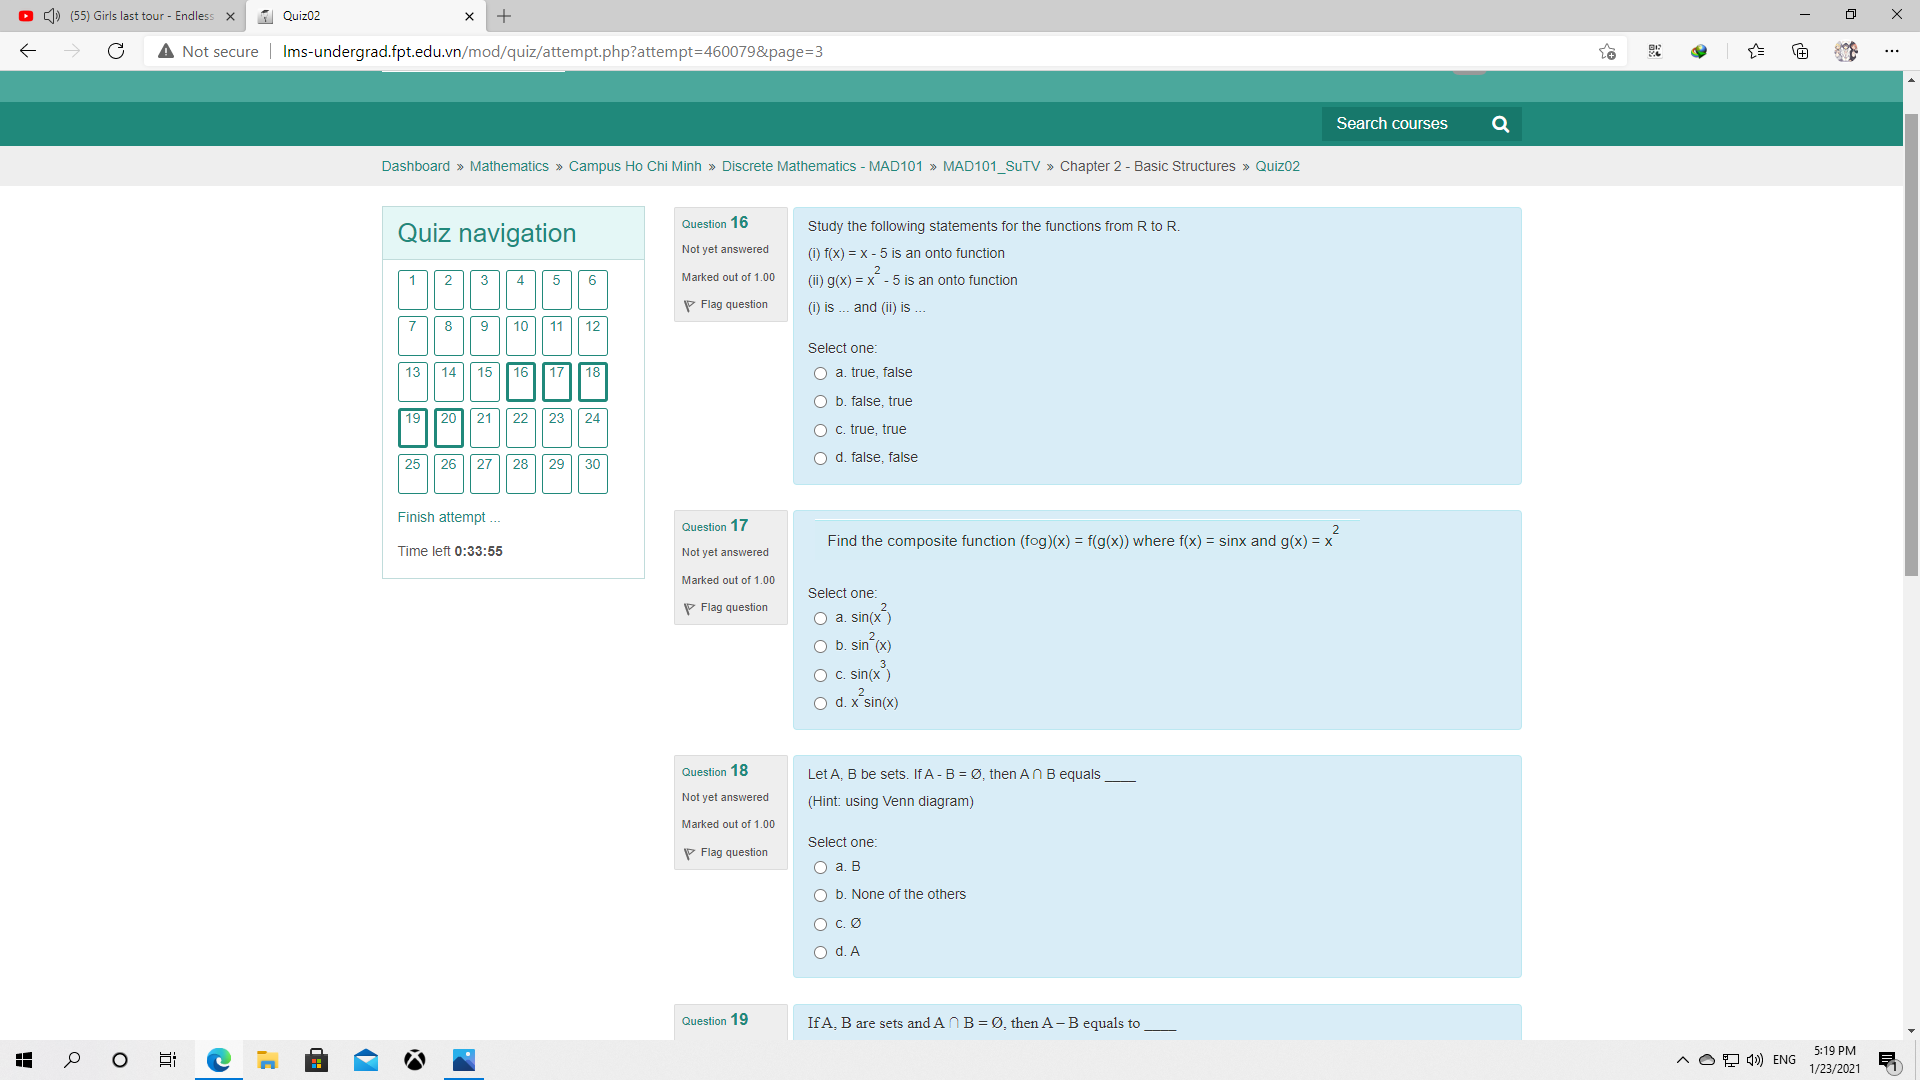 (55) Girls last tour - Endless
Quiz02
Not secure
lms-undergrad.fpt.edu.vn/mod/quiz/attempt.php?attempt=460079&page=3
Search courses
Dashboard » Mathematics » Campus Ho Chi Minh » Discrete Mathematics - MAD101 » MAD101_SuTV » Chapter 2 - Basic Structures » Quiz02
Quiz navigation
1 2 3 4 5 6
7 8 9 10 11 12
13 14 15 16 17 18
19 20 21 22 23 24
25 26 27 28 29 30
Finish attempt ...
Time left 0:33:55
Question 16
Not yet answered
Marked out of 1.00
Flag question
Study the following statements for the functions from R to R.
(i) f(x) = x - 5 is an onto function
(ii) g(x) = x² - 5 is an onto function
(i) is ... and (ii) is ...
Select one:
a. true, false
b. false, true
c. true, true
d. false, false
Question 17
Not yet answered
Marked out of 1.00
Flag question
Find the composite function (fog)(x) = f(g(x)) where f(x) = sinx and g(x) = x²
Select one:
a. sin(x²)
b. sin²(x)
c. sin(x³)
d. x²sin(x)
Question 18
Not yet answered
Marked out of 1.00
Flag question
Let A, B be sets. If A - B = Ø, then A ∩ B equals ____
(Hint: using Venn diagram)
Select one:
a. B
b. None of the others
c. Ø
d. A
Question 19
If A, B are sets and A ∩ B = Ø, then A – B equals to ____
ENG
5:19 PM
1/23/2021
1